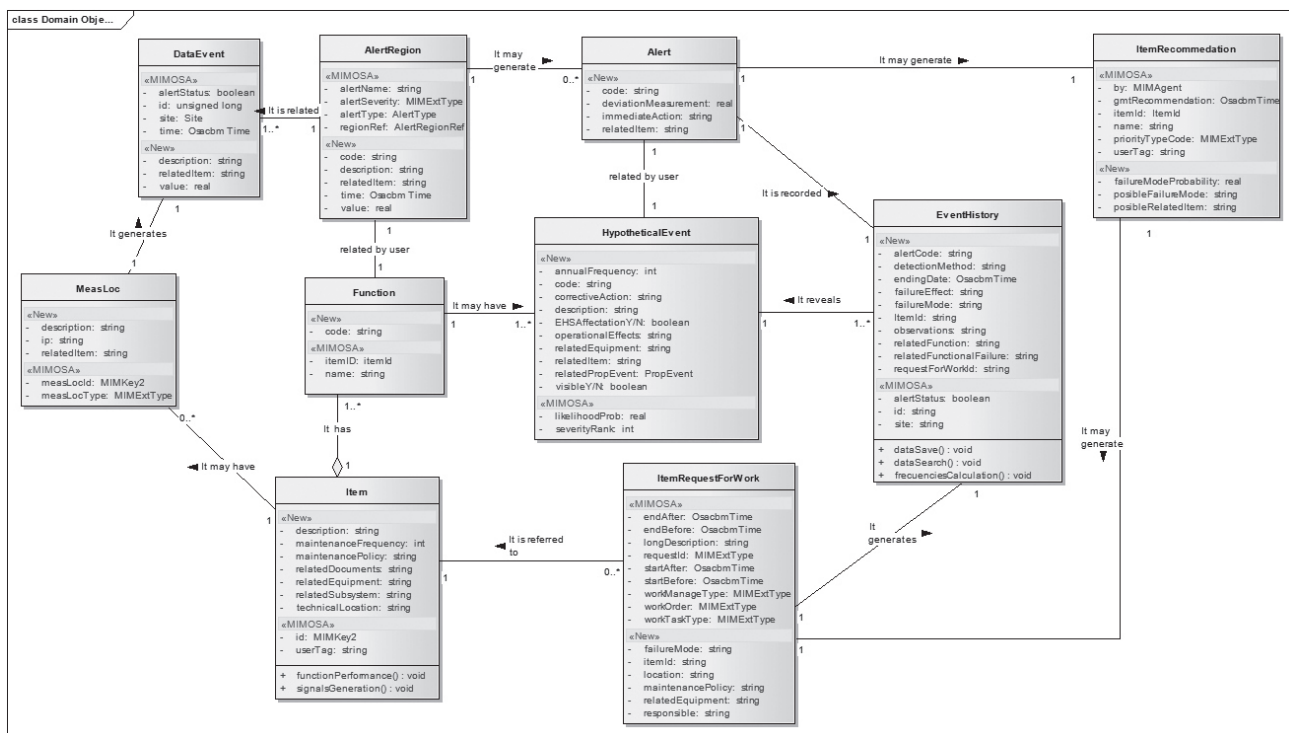 class Domain Obje...
DataEvent
«MIMOSA»
- alertStatus: boolean
- id: unsigned long
- site: Site
- time: Osacbm Time
«New»
- description: string
- relatedItem: string
- value: real
AlertRegion
«MIMOSA»
- alertName: string
- alertSeverity: MIMExtType
- alertType: AlertType
- regionRef: AlertRegionRef
«New»
- code: string
- description: string
- relatedItem: string
- time: Osacbm Time
- value: real
It is related
1..*
1
It may
generate
1
0..*
Alert
«New»
- code: string
- deviationMeasurement: real
- immediateAction: string
- relatedItem: string
1
It may generate
1
ItemRecommedation
«MIMOSA»
- by: MIMAgent
- gmtRecommendation: OsacbmTime
- itemId: ItemId
- name: string
- priorityTypeCode: MIMExtType
- userTag: string
«New»
- failureModeProbability: real
- posibleFailureMode: string
- posibleRelatedItem: string
1
It generates
1
1
related by user
1
1
related by user
1
1
It is recorded
1
1
MeasLoc
«New»
- description: string
- ip: string
- relatedItem: string
«MIMOSA»
- measLocId: MIMKey2
- measLocType: MIMExtType
0..*
Function
«New»
- code: string
«MIMOSA»
- itemID: itemId
- name: string
It may have
1
1..*
HypotheticalEvent
«New»
- annualFrequency: int
- code: string
- correctiveAction: string
- description: string
- EHSAffectationY/N: boolean
- operationalEffects: string
- relatedEquipment: string
- relatedItem: string
- relatedPropEvent: PropEvent
- visibleY/N: boolean
«MIMOSA»
- likelihoodProb: real
- severityRank: int
It reveals
1
1..*
EventHistory
«New»
- alertCode: string
- detectionMethod: string
- endingDate: OsacbmTime
- failureEffect: string
- failureMode: string
- ItemId: string
- observations: string
- relatedFunction: string
- relatedFunctionalFailure: string
- requestForWorkId: string
«MIMOSA»
- alertStatus: boolean
- id: string
- site: string
+ dataSave() : void
+ dataSearch() : void
+ frecuenciesCalculation() : void
1
It may
generate
1..*
It has
1
It may have
1
Item
«New»
- description: string
- maintenanceFrequency: int
- maintenancePolicy: string
- relatedDocuments: string
- relatedEquipment: string
- relatedSubsystem: string
- technicalLocation: string
«MIMOSA»
- id: MIMKey2
- userTag: string
+ functionPerformance() : void
+ signalsGeneration() : void
It is referred
to
1
0..*
ItemRequestForWork
«MIMOSA»
- endAfter: OsacbmTime
- endBefore: OsacbmTime
- longDescription: string
- requestId: MIMExtType
- startAfter: OsacbmTime
- startBefore: OsacbmTime
- workManageType: MIMExtType
- workOrder: MIMExtType
- workTaskType: MIMExtType
«New»
- failureMode: string
- itemId: string
- location: string
- maintenancePolicy: string
- relatedEquipment: string
- responsible: string
It
generates
1
1